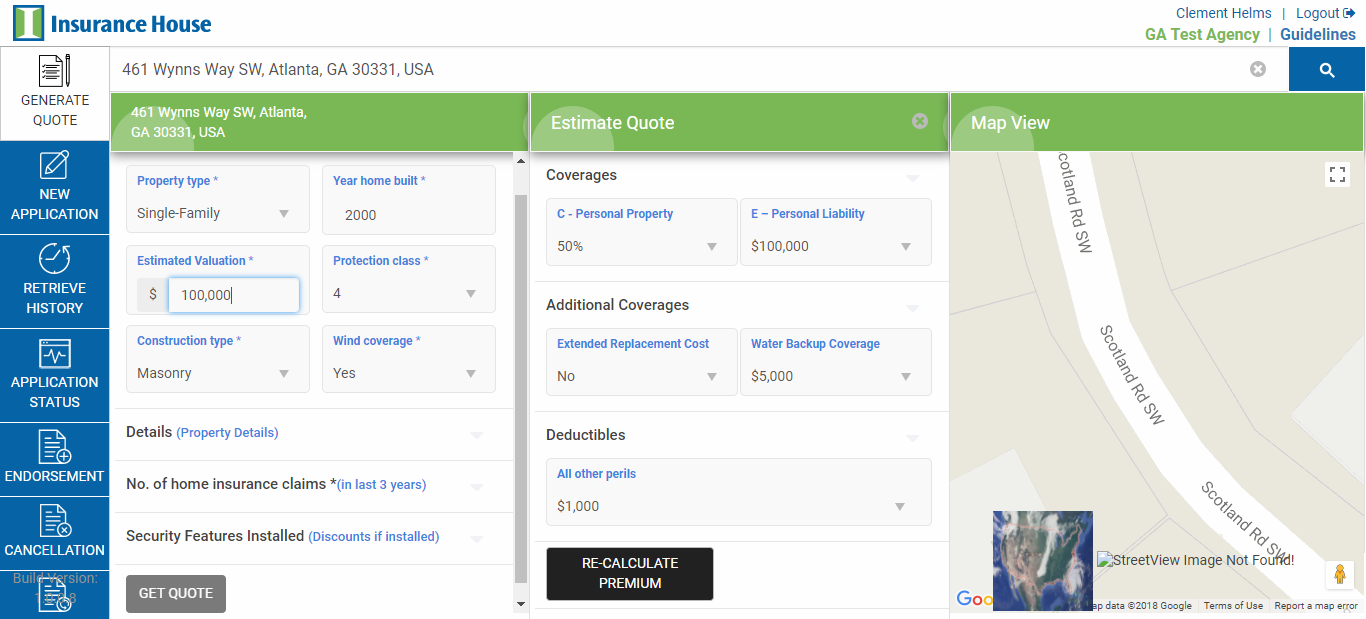 Insurance House
Clement Helms | Logout
GA Test Agency | Guidelines
461 Wynns Way SW, Atlanta, GA 30331, USA
GENERATE
QUOTE
NEW
APPLICATION
RETRIEVE
HISTORY
APPLICATION
STATUS
ENDORSEMENT
CANCELLATION
Build Version:
461 Wynns Way SW, Atlanta,
GA 30331, USA
Property type *
Single-Family
Year home built *
2000
Estimated Valuation *
$ 100,000
Protection class *
4
Construction type *
Masonry
Wind coverage *
Yes
Details (Property Details)
No. of home insurance claims *(in last 3 years)
Security Features Installed (Discounts if installed)
GET QUOTE
Estimate Quote
Coverages
C - Personal Property
50%
E – Personal Liability
$100,000
Additional Coverages
Extended Replacement Cost
No
Water Backup Coverage
$5,000
Deductibles
All other perils
$1,000
RE-CALCULATE
PREMIUM
Map View
Scotland Rd SW
Scotland Rd SW
Scotland Rd SW
StreetView Image Not Found!
Goo
ap data ©2018 Google Terms of Use Report a map error